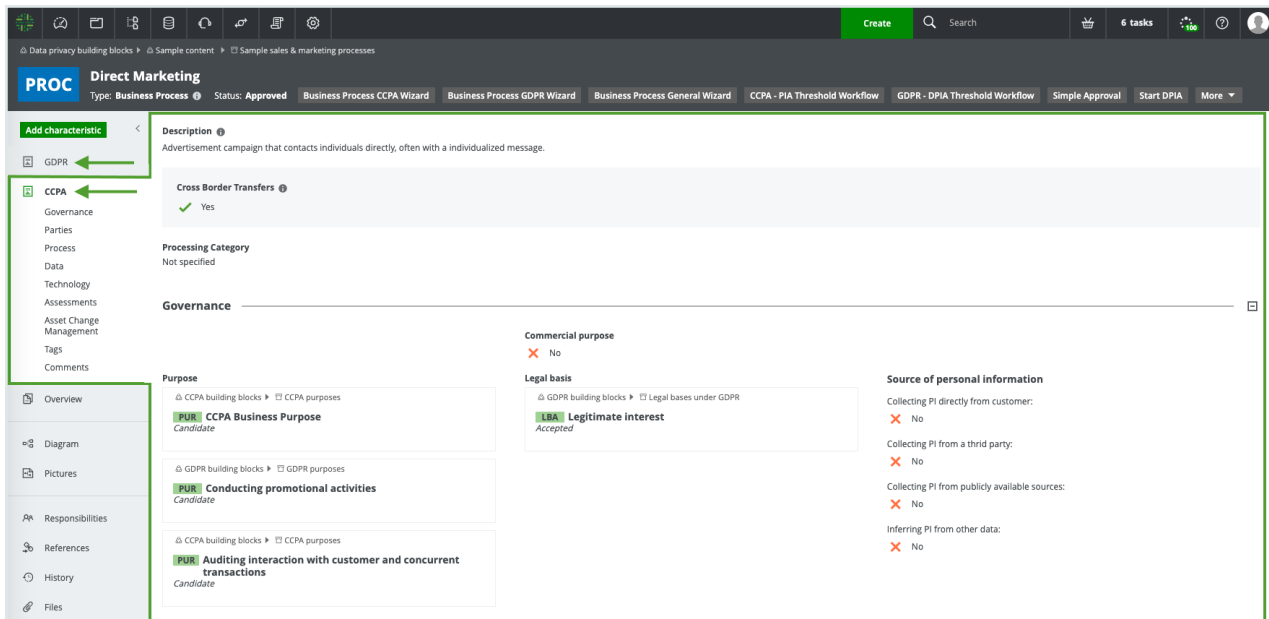 Create
Search
6 tasks
100
Data privacy building blocks
Sample content
Sample sales & marketing processes
PROC
Direct Marketing
Type: Business Process Status: Approved
Business Process CCPA Wizard
Business Process GDPR Wizard
Business Process General Wizard
CCPA - PIA Threshold Workflow
GDPR - DPIA Threshold Workflow
Simple Approval
Start DPIA
More
Add characteristic
GDPR
CCPA
Governance
Parties
Process
Data
Technology
Assessments
Asset Change
Management
Tags
Comments
Overview
Diagram
Pictures
Responsibilities
References
History
Files
Description
Advertisement campaign that contacts individuals directly, often with a individualized message.
Cross Border Transfers
Yes
Processing Category
Not specified
Governance
Commercial purpose
No
Purpose
CCPA building blocks CCPA purposes
PUR CCPA Business Purpose
Candidate
GDPR building blocks GDPR purposes
PUR Conducting promotional activities
Candidate
CCPA building blocks CCPA purposes
PUR Auditing interaction with customer and concurrent
transactions
Candidate
Legal basis
GDPR building blocks Legal bases under GDPR
LBA Legitimate interest
Accepted
Source of personal information
Collecting PI directly from customer:
No
Collecting PI from a thrid party:
No
Collecting PI from publicly available sources:
No
Inferring PI from other data:
No